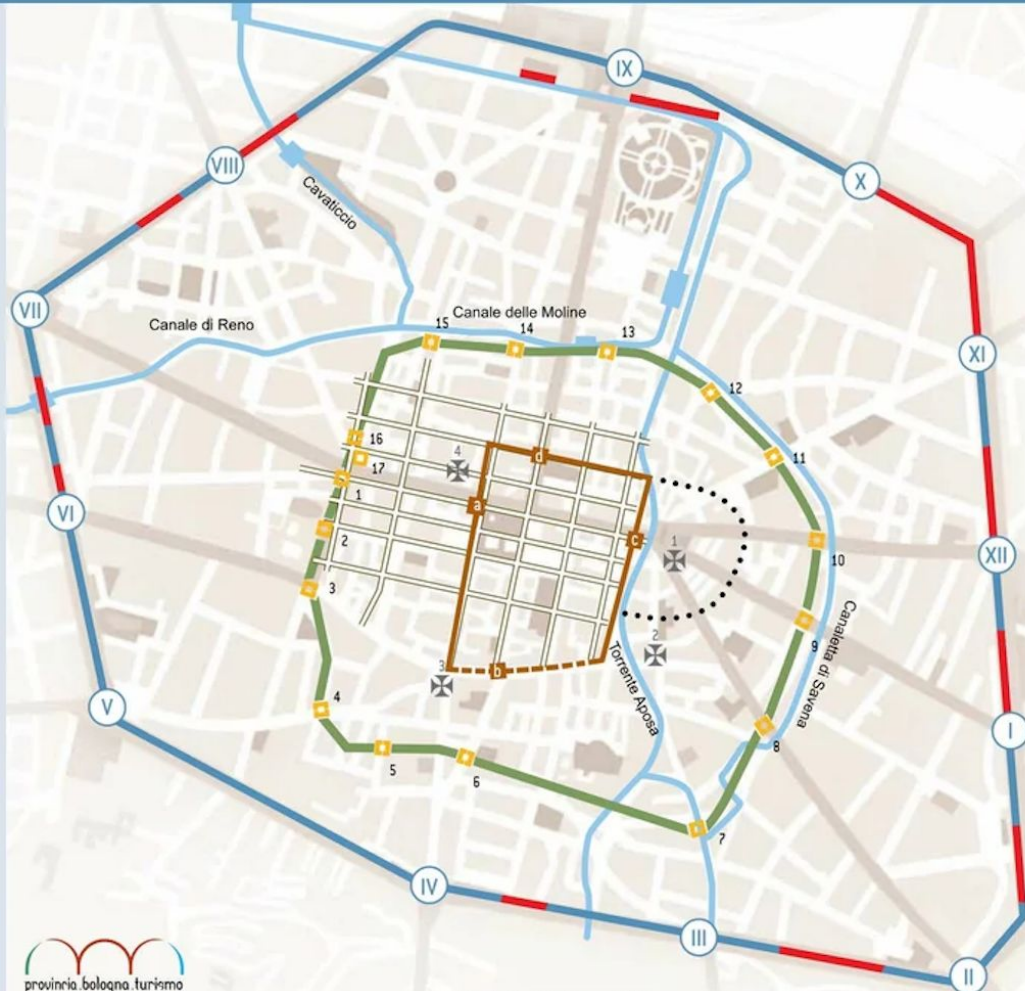 IX
VIII
X
Cavaticcio
VII
Canale di Reno
Canale delle Moline
15
14
13
XI
12
16
4
d
11
17
1
a
VI
2
c
1
XII
10
3
2
9
3
b
Torrente Aposa
Canaletta di Savena
4
V
I
8
5
6
7
IV
III
II
provincia.bologna.turismo